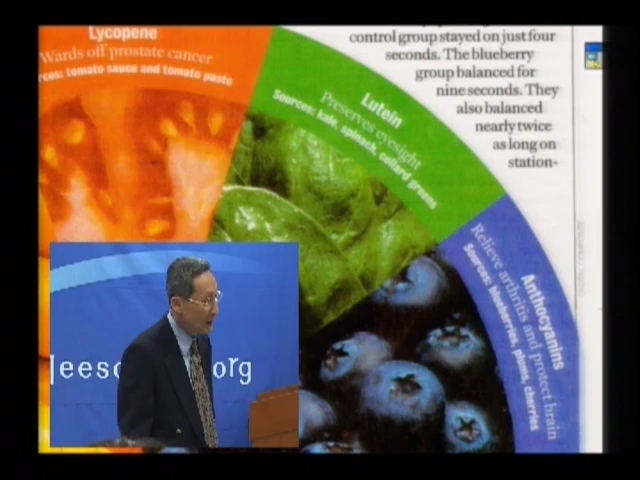 Lycopene
Wards off prostate cancer
rces: tomato sauce and tomato paste
Lutein
Preserves eyesight
Sources: kale, spinach, collard greens
Anthocyanins
Relieve arthritis and protect brain
Sources: blueberries, plums, cherries
control group stayed on just four
seconds. The blueberry
group balanced for
nine seconds. They
also balanced
nearly twice
as long on
station-
org